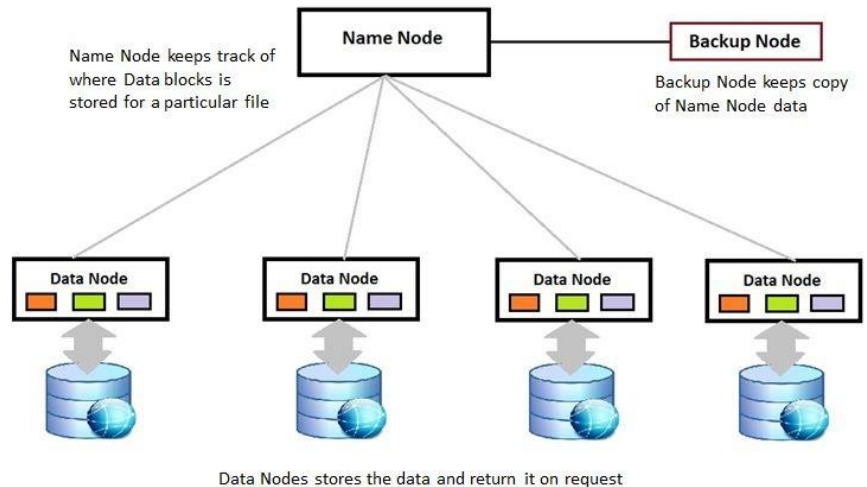 Name Node
Backup Node
Name Node keeps track of
where Data blocks is
stored for a particular file
Backup Node keeps copy
of Name Node data
Data Node
Data Node
Data Node
Data Node
Data Nodes stores the data and return it on request